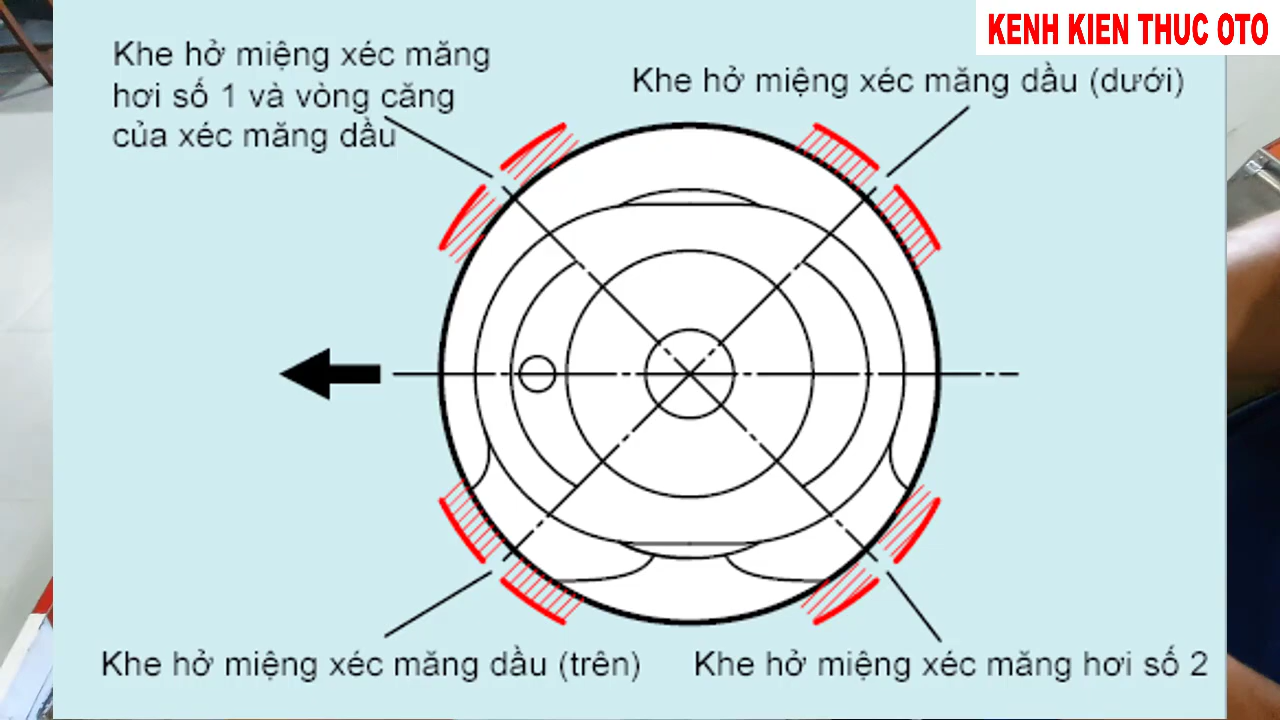 KENH KIEN THUC OTO
Khe hở miệng xéc măng
hơi số 1 và vòng căng
của xéc măng dầu
Khe hở miệng xéc măng dầu (dưới)
Khe hở miệng xéc măng dầu (trên)
Khe hở miệng xéc măng hơi số 2